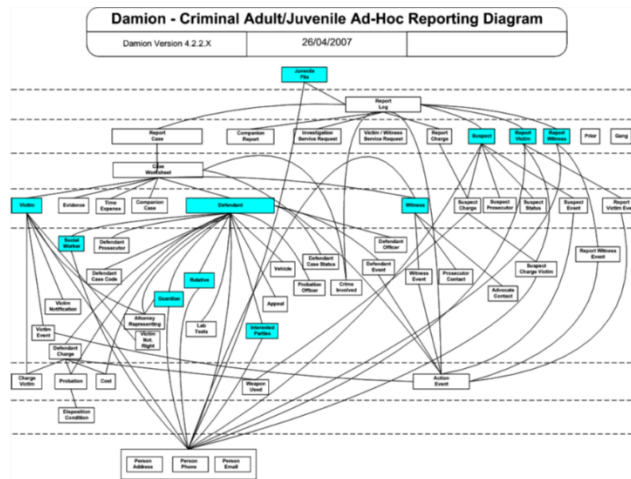 Damion - Criminal Adult/Juvenile Ad-Hoc Reporting Diagram
Damion Version 4.2.2.X
26/04/2007
Juvenile
File
Report
Log
Report
Case
Companion
Report
Investigation
Service Request
Victim / Witness
Service Request
Report
Charge
Suspect
Report
Victim
Report
Witness
Prior
Gang
Case
Worksheet
Victim
Evidence
Time
Expense
Companion
Case
Defendant
Witness
Suspect
Charge
Suspect
Prosecutor
Suspect
Status
Suspect
Event
Report
Victim Event
Social
Worker
Defendant
Prosecutor
Defendant
Officer
Defendant
Case Status
Defendant
Event
Report Witness
Event
Defendant
Case Code
Vehicle
Relative
Probation
Officer
Crime
Involved
Witness
Event
Prosecutor
Contact
Suspect
Charge Victim
Advocate
Contact
Victim
Notification
Guardian
Appeal
Attorney
Representing
Lab
Tests
Interested
Parties
Victim
Event
Victim
Not.
Right
Defendant
Charge
Charge
Victim
Probation
Cost
Weapon
Used
Action
Event
Disposition
Condition
Person
Address
Person
Phone
Person
Email